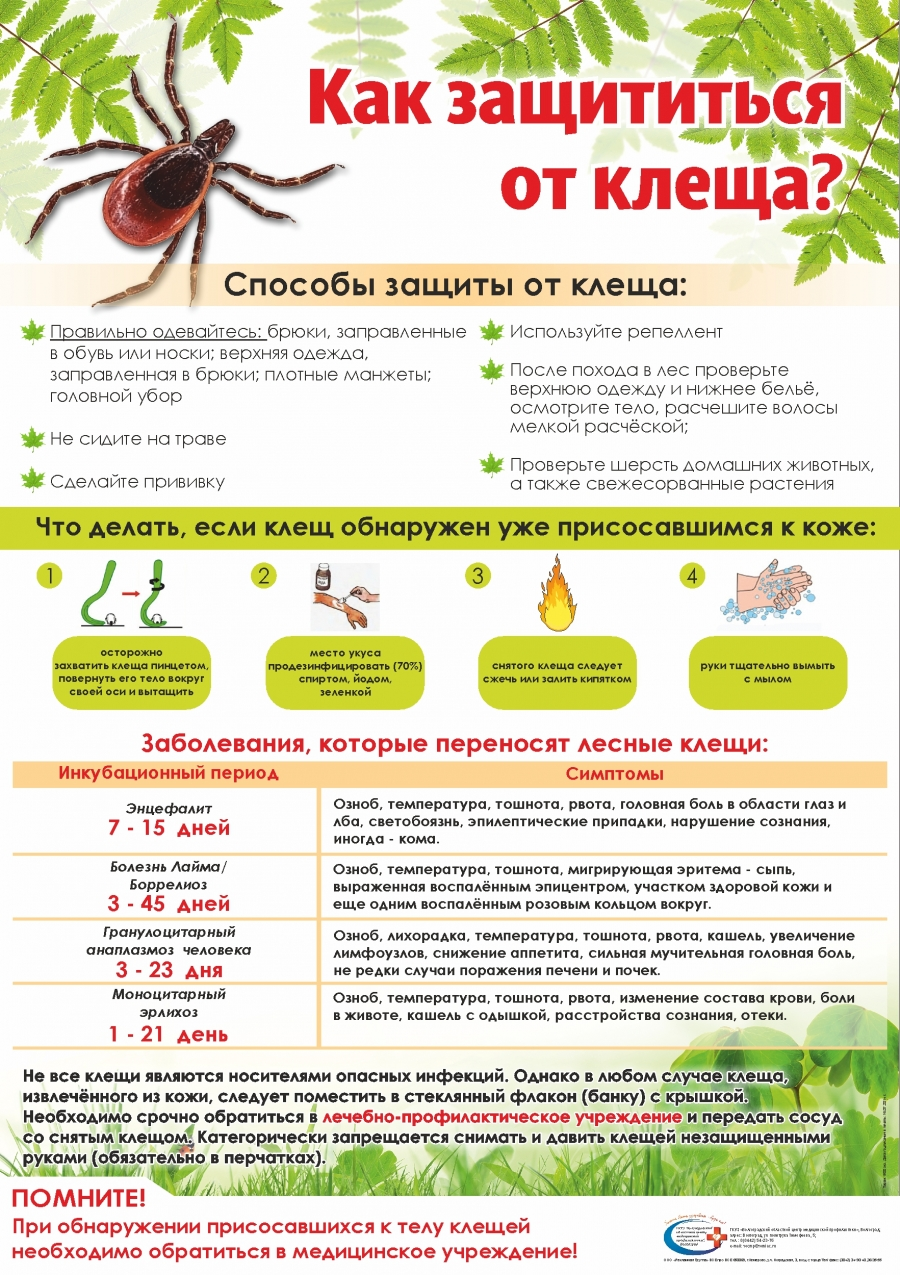 Как защититься
от клеща?
Способы защиты от клеща:
Правильно одевайтесь: брюки, заправленные
в обувь или носки; верхняя одежда,
заправленная в брюки; плотные манжеты;
головной убор
Не сидите на траве
Сделайте прививку
Используйте репеллент
После похода в лес проверьте
верхнюю одежду и нижнее бельё,
осмотрите тело, расчешите волосы
мелкой расчёской;
Проверьте шерсть домашних животных,
а также свежесорванные растения
Что делать, если клещ обнаружен уже присосавшимся к коже:
1
осторожно
захватить клеща пинцетом,
повернуть его тело вокруг
своей оси и вытащить
2
место укуса
продезинфицировать (70%)
спиртом, йодом,
зеленкой
3
снятого клеща следует
сжечь или залить кипятком
4
руки тщательно вымыть
с мылом
Заболевания, которые переносят лесные клещи:
Инкубационный период
Симптомы
Энцефалит
7 - 15 дней
Озноб, температура, тошнота, рвота, головная боль в области глаз и
лба, светобоязнь, эпилептические припадки, нарушение сознания,
иногда - кома.
Болезнь Лайма/
Боррелиоз
3 - 45 дней
Озноб, температура, тошнота, мигрирующая эритема - сыпь,
выраженная воспалённым эпицентром, участком здоровой кожи и
еще одним воспалённым розовым кольцом вокруг.
Гранулоцитарный
анаплазмоз человека
3 - 23 дня
Озноб, лихорадка, температура, тошнота, рвота, кашель, увеличение
лимфоузлов, снижение аппетита, сильная мучительная головная боль,
не редки случаи поражения печени и почек.
Моноцитарный
эрлихоз
1 - 21 день
Озноб, температура, тошнота, рвота, изменение состава крови, боли
в животе, кашель с одышкой, расстройства сознания, отеки.
Не все клещи являются носителями опасных инфекций. Однако в любом случае клеща,
извлечённого из кожи, следует поместить в стеклянный флакон (банку) с крышкой.
Необходимо срочно обратиться в лечебно-профилактическое учреждение и передать сосуд
со снятым клещом. Категорически запрещается снимать и давить клещей незащищенными
руками (обязательно в перчатках).
ПОМНИТЕ!
При обнаружении присосавшихся к телу клещей
необходимо обратиться в медицинское учреждение!